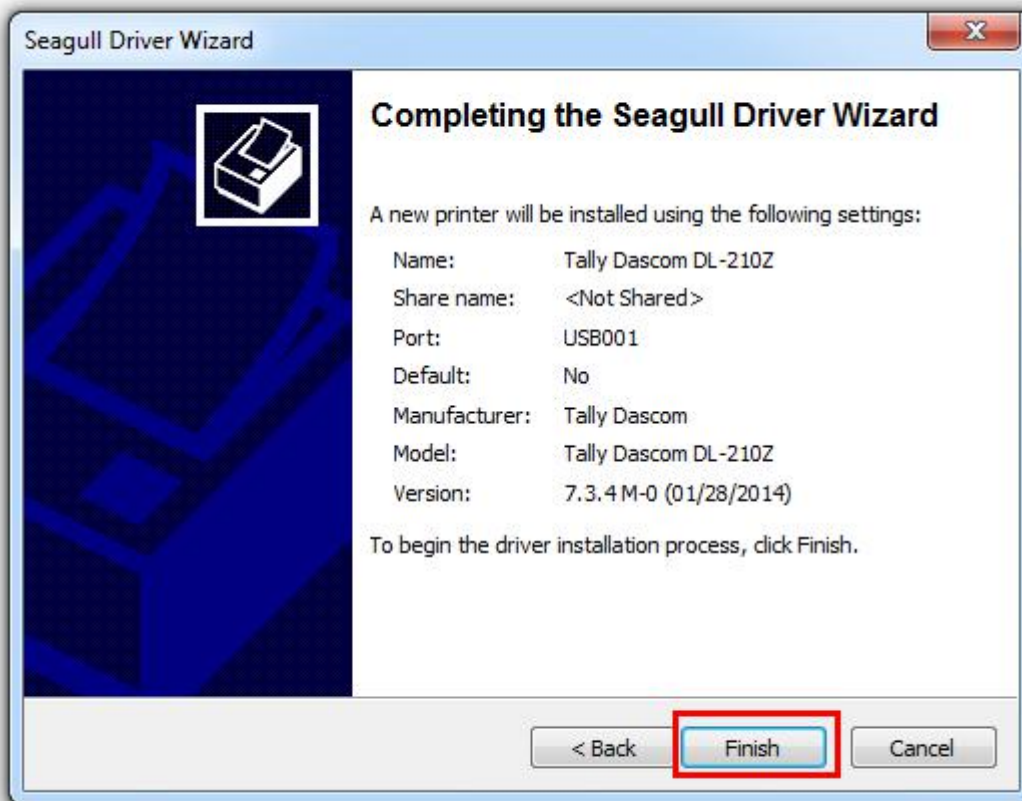 Seagull Driver Wizard
Completing the Seagull Driver Wizard
A new printer will be installed using the following settings:
Name: Tally Dascom DL-210Z
Share name: <Not Shared>
Port: USB001
Default: No
Manufacturer: Tally Dascom
Model: Tally Dascom DL-210Z
Version: 7.3.4 M-0 (01/28/2014)
To begin the driver installation process, click Finish.
< Back Finish Cancel